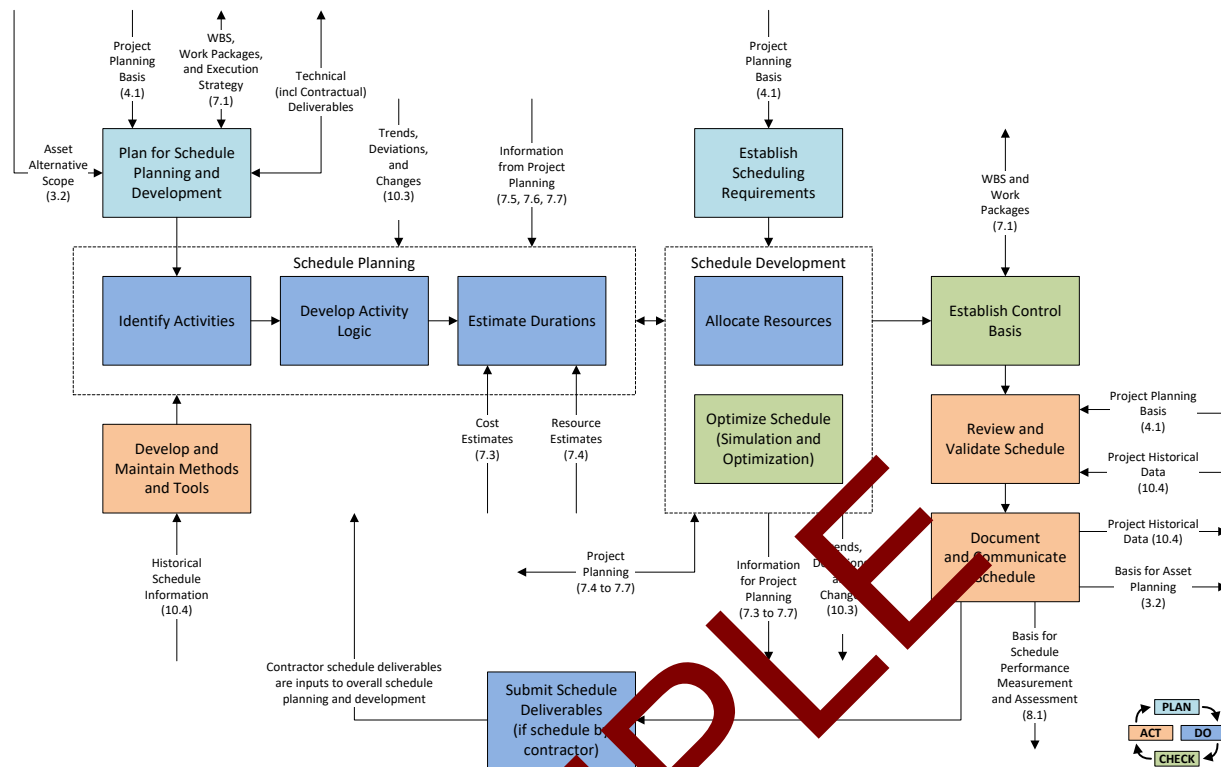 Project
Planning
Basis
(4.1)
WBS,
Work Packages,
and Execution
Strategy
(7.1)
Technical
(incl Contractual)
Deliverables
Project
Planning
Basis
(4.1)
Asset
Alternative
Scope
(3.2)
Plan for Schedule
Planning and
Development
Trends,
Deviations,
and
Changes
(10.3)
Information
from Project
Planning
(7.5, 7.6, 7.7)
Establish
Scheduling
Requirements
WBS and
Work
Packages
(7.1)
Schedule Planning
Identify Activities
Develop Activity
Logic
Estimate Durations
Schedule Development
Allocate Resources
Establish Control
Basis
Develop and
Maintain Methods
and Tools
Cost
Estimates
(7.3)
Resource
Estimates
(7.4)
Optimize Schedule
(Simulation and
Optimization)
Review and
Validate Schedule
Project Planning
Basis
(4.1)
Project Historical
Data
(10.4)
Historical
Schedule
Information
(10.4)
Project
Planning
(7.4 to 7.7)
Information
for Project
Planning
(7.3 to 7.7)
(10.3)
Document
and Communicate
Schedule
Project Historical
Data (10.4)
Basis for Asset
Planning
(3.2)
Contractor schedule deliverables
are inputs to overall schedule
planning and development
Submit Schedule
Deliverables
(if schedule by
contractor)
Basis for
Schedule
Performance
Measurement
and Assessment
(8.1)
PLAN
ACT
DO
CHECK
PLE